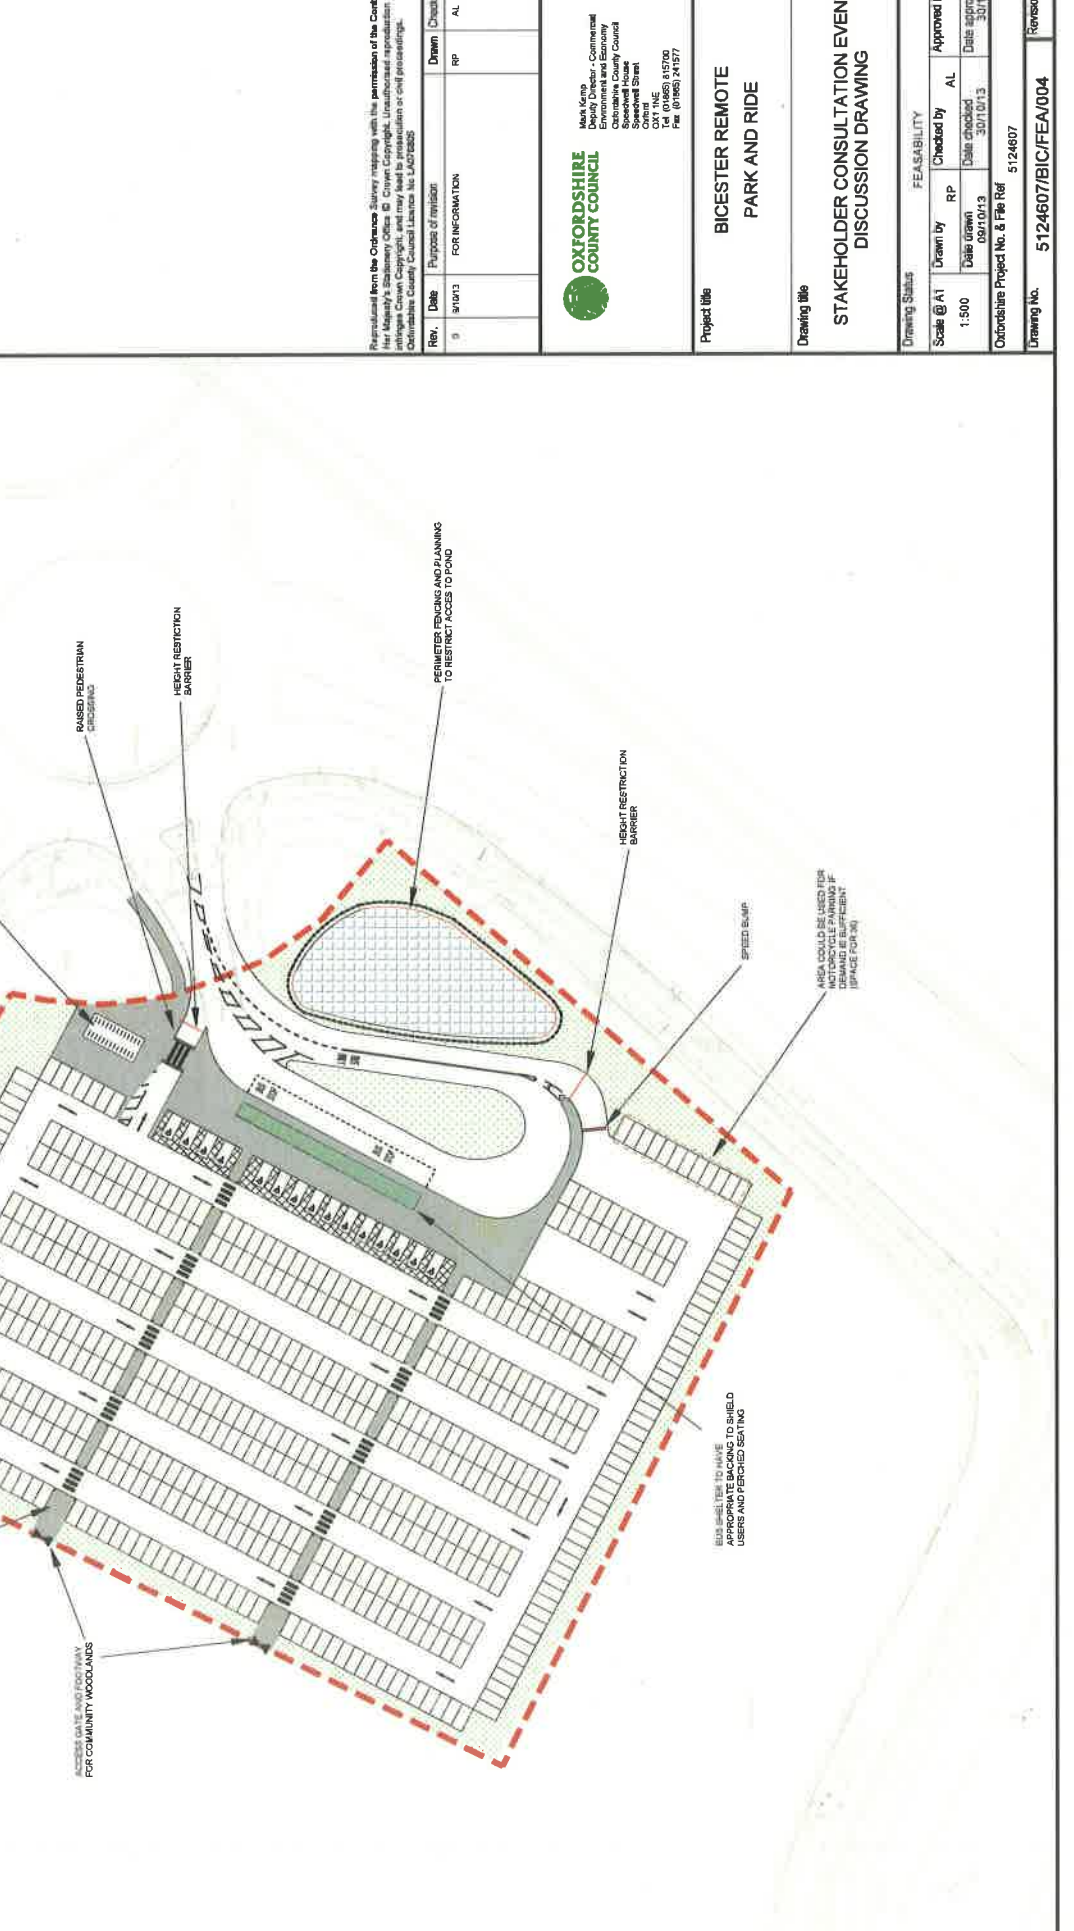 RAISED PEDESTRIAN
CROSSING
HEIGHT RESTICTION
BARRIER
PERIMETER FENCING AND PLANNING
TO RESTRICT ACCES TO POND
HEIGHT RESTRICTION
BARRIER
SPEED BUMP
AREA COULD BE USED FOR
MOTORCYCLE PARKING IF
DEMAND IS SUFFICIENT
(SPACE FOR 36)
BUS SHELTER TO HAVE
APPROPRIATE BACKING TO SHIELD
USERS AND PERCHED SEATING
ACCESS GATE AND FOOTWAY
FOR COMMUNITY WOODLANDS
Reproduced from the Ordnance Survey mapping with the permission of the Cont
Her Majesty's Stationery Office © Crown Copyright. Unauthorised reproduction
infringes Crown Copyright and may lead to prosecution or civil proceedings.
Oxfordshire County Council Licence No
Rev. Date Purpose of revision Drawn Check
0 9/10/13 FOR INFORMATION RP AL
OXFORDSHIRE
COUNTY COUNCIL
Mark Kemp
Deputy Director - Commercial
Environment and Economy
Oxfordshire County Council
Speedwell House
Speedwell Street
Oxford
OX1 1NE
Tel (01865) 815700
Fax (01865) 241577
Project title
BICESTER REMOTE
PARK AND RIDE
Drawing title
STAKEHOLDER CONSULTATION EVEN
DISCUSSION DRAWING
Drawing Status
FEASABILITY
Scale @ A1
1:500
Drawn by RP
Checked by AL
Approved
Date drawn
09/10/13
Date checked
30/10/13
Date appro
30/1
Oxfordshire Project No. & File Ref
5124607
Drawing No.
5124607/BIC/FEA/004
Revisio